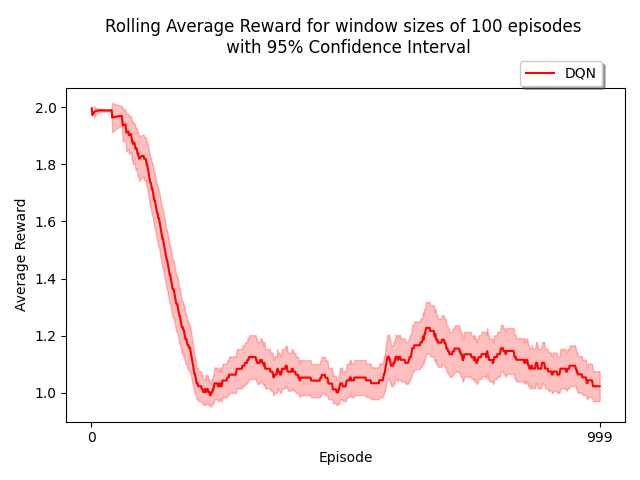 Rolling Average Reward for window sizes of 100 episodes
with 95% Confidence Interval
DQN
2.0
1.8
1.6
1.4
1.2
1.0
Average Reward
0
999
Episode